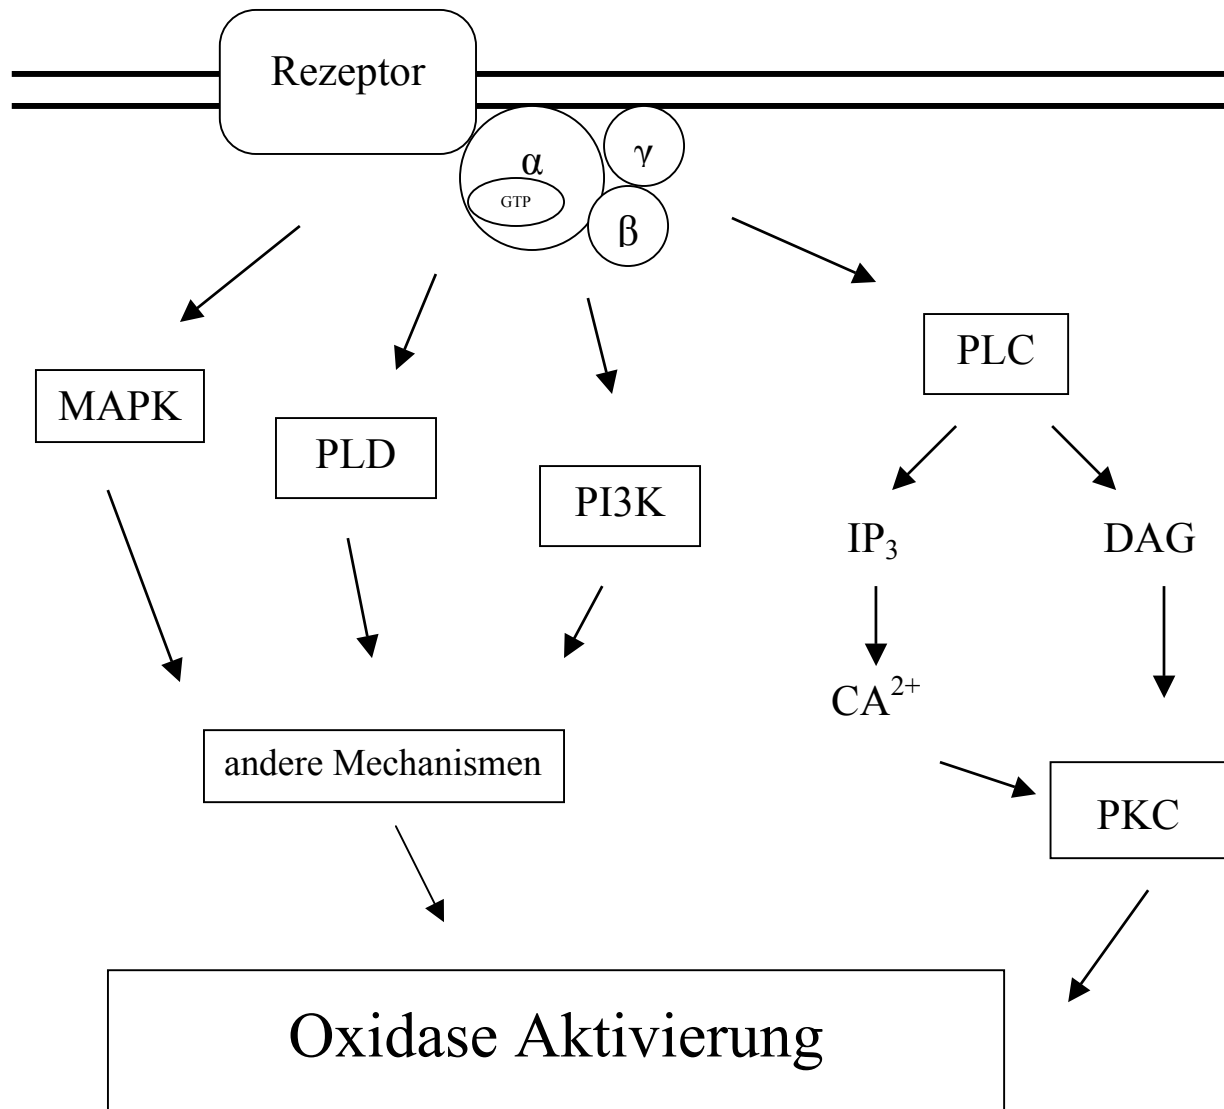 Rezeptor
α
γ
GTP
β
PLC
MAPK
PLD
PI3K
IP₃
DAG
CA²⁺
andere Mechanismen
PKC
Oxidase Aktivierung